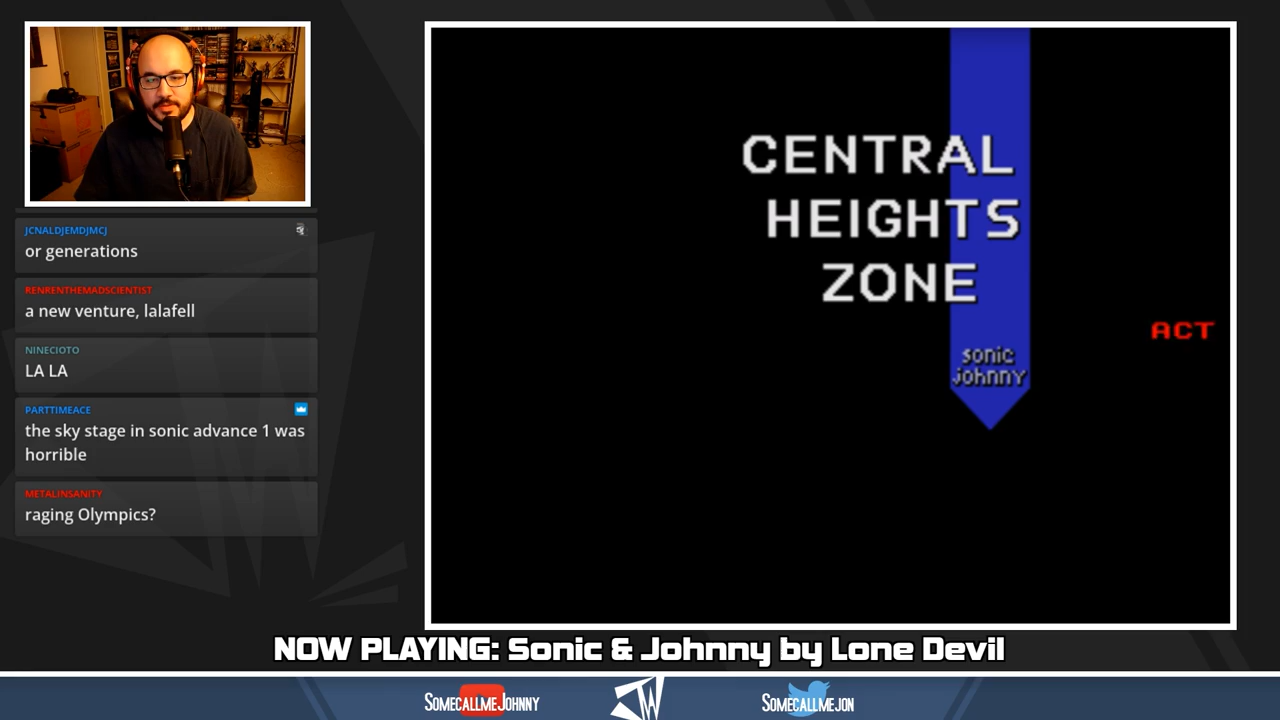 JCNALDJEMDJMCJ
or generations
RENRENTHEMADSCIENTIST
a new venture, lalafell
NINECIOTO
LA LA
PARTTIMEACE
the sky stage in sonic advance 1 was
horrible
METALINSANITY
raging Olympics?
CENTRAL
HEIGHTS
ZONE
ACT
sonic
johnny
NOW PLAYING: Sonic & Johnny by Lone Devil
SOMECALLMEJOHNNY
SOMECALLMEJON